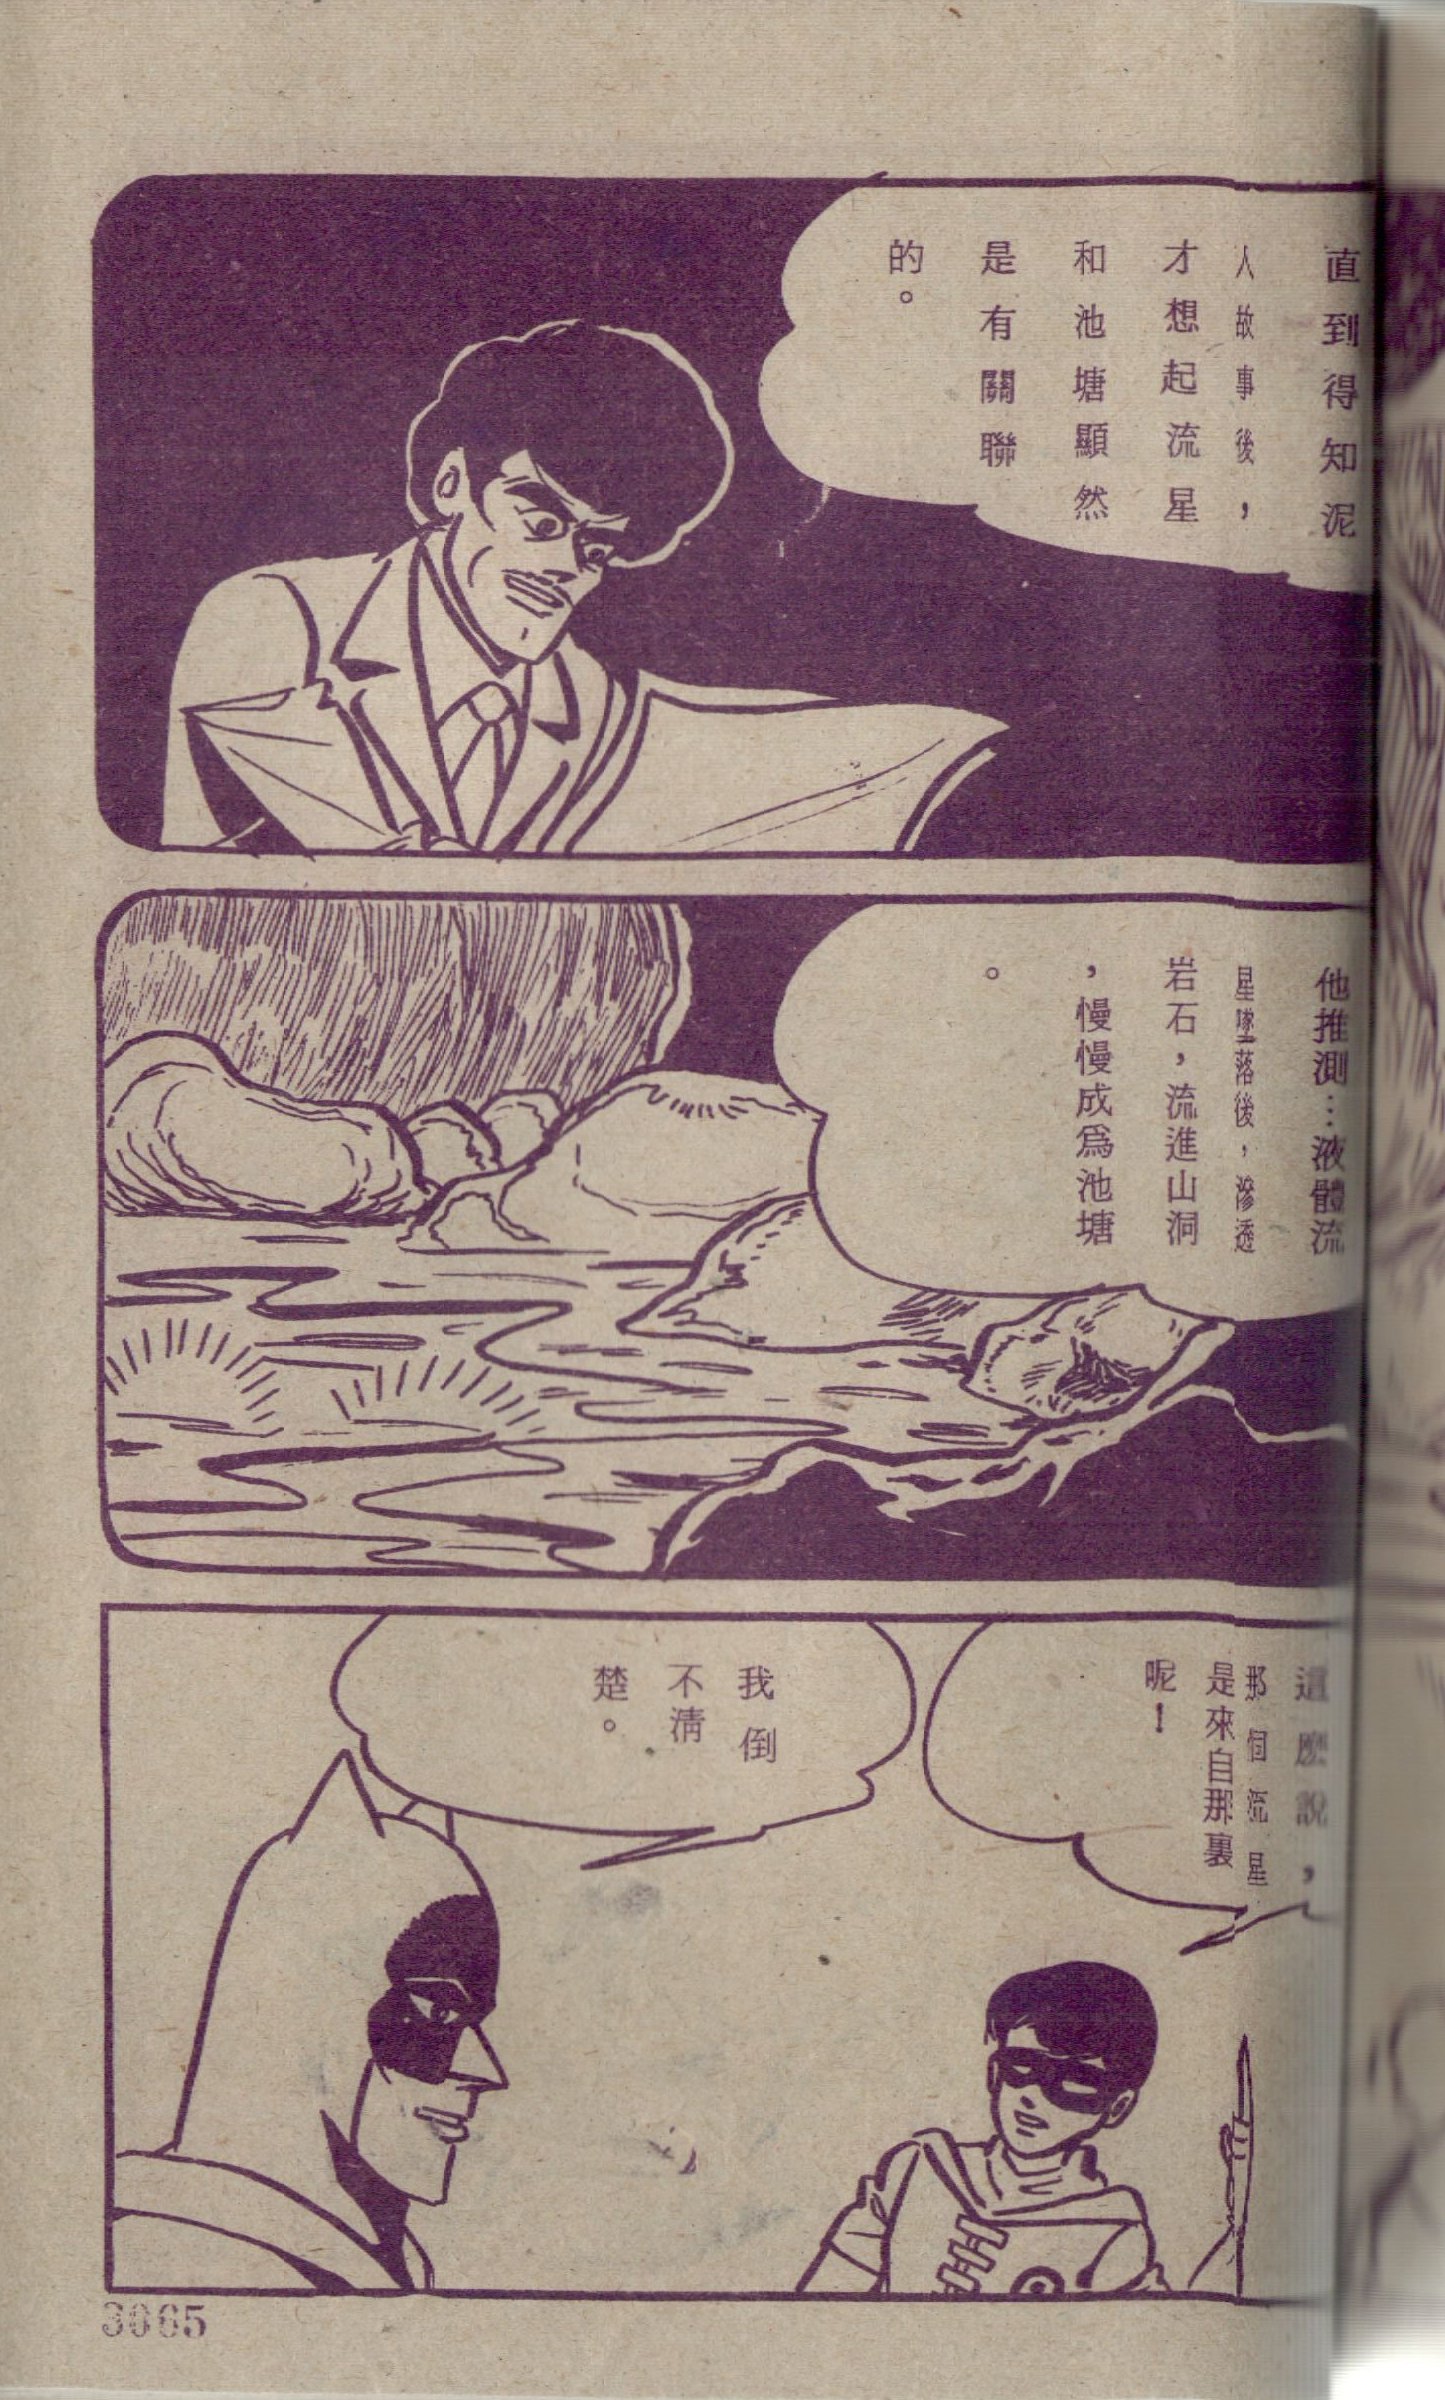 直到得知泥
人故事後，
才想起流星
和池塘顯然
是有關聯
的。
他推測…液體流
星墜落後，滲透
岩石，流進山洞
，慢慢成爲池塘
。
這麽說，
那個流星
是來自那裏
呢！
我倒
不清
楚。
3065